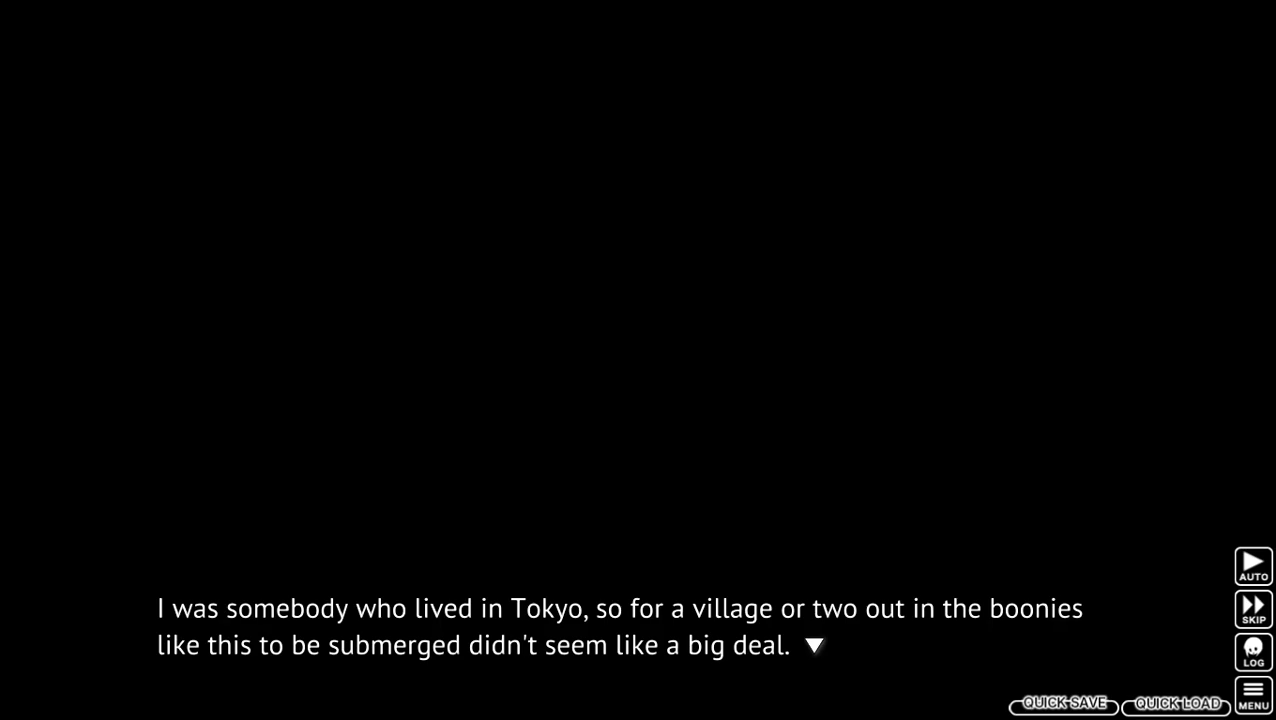 I was somebody who lived in Tokyo, so for a village or two out in the boonies
like this to be submerged didn't seem like a big deal.
AUTO
SKIP
LOG
MENU
QUICK SAVE QUICK LOAD